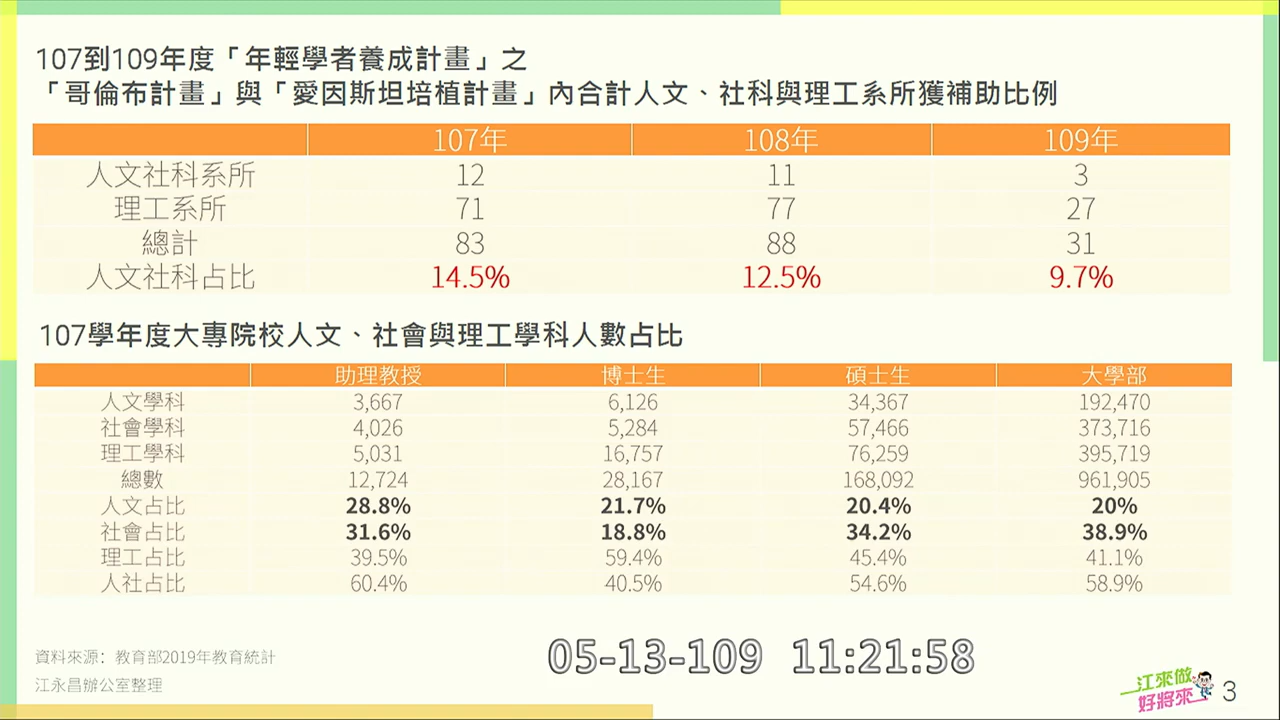 107到109年度「年輕學者養成計畫」之
「哥倫布計畫」與「愛因斯坦培植計畫」內合計人文、社科與理工系所獲補助比例
107年 108年 109年
人文社科系所 12 11 3
理工系所 71 77 27
總計 83 88 31
人文社科占比 14.5% 12.5% 9.7%
107學年度大專院校人文、社會與理工學科人數占比
助理教授 博士生 碩士生 大學部
人文學科 3,667 6,126 34,367 192,470
社會學科 4,026 5,284 57,466 373,716
理工學科 5,031 16,757 76,259 395,719
總數 12,724 28,167 168,092 961,905
人文占比 28.8% 21.7% 20.4% 20%
社會占比 31.6% 18.8% 34.2% 38.9%
理工占比 39.5% 59.4% 45.4% 41.1%
人社占比 60.4% 40.5% 54.6% 58.9%
資料來源：教育部2019年教育統計
江永昌辦公室整理
05-13-109 11:21:58
江來做
好將來
3